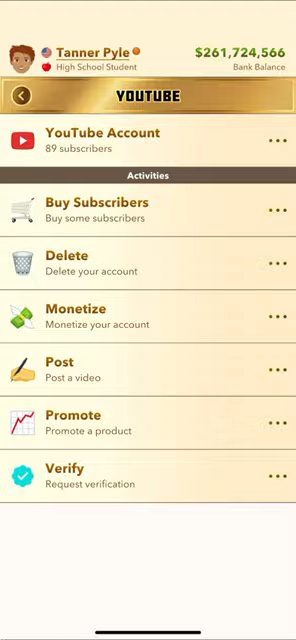 Tanner Pyle
$261,724,566
High School Student
Bank Balance
YOUTUBE
YouTube Account
89 subscribers
Activities
Buy Subscribers
Buy some subscribers
Delete
Delete your account
Monetize
Monetize your account
Post
Post a video
Promote
Promote a product
Verify
Request verification